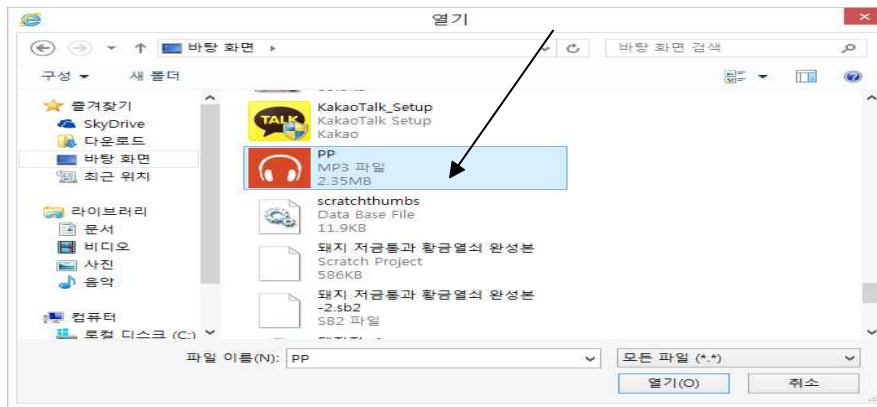 열기
바탕 화면
바탕 화면 검색
구성
새 폴더
즐겨찾기
SkyDrive
다운로드
바탕 화면
최근 위치
라이브러리
문서
비디오
사진
음악
컴퓨터
로컬 디스크 (C:)
KakaoTalk_Setup
KakaoTalk Setup
Kakao
TALK
PP
MP3 파일
2.35MB
scratchthumbs
Data Base File
11.9KB
돼지 저금통과 황금열쇠 완성본
Scratch Project
586KB
돼지 저금통과 황금열쇠 완성본
-2.sb2
SB2 파일
파일 이름(N): PP
모든 파일 (*.*)
열기(O)
취소